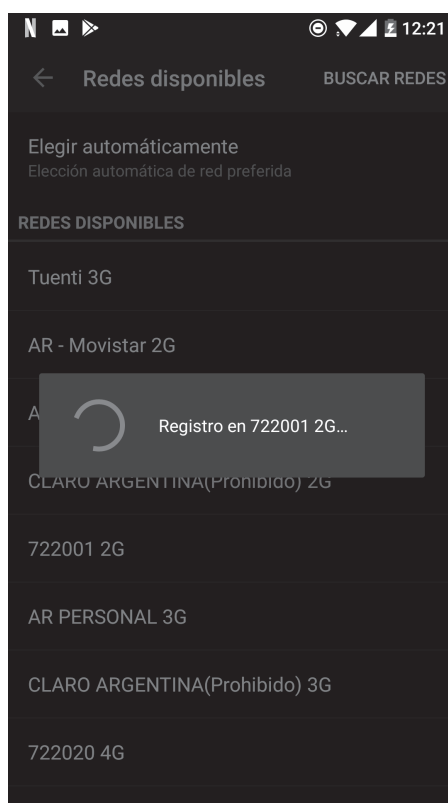 N 12:21
Redes disponibles BUSCAR REDES
Elegir automáticamente
Elección automática de red preferida
REDES DISPONIBLES
Tuenti 3G
AR - Movistar 2G
A
Registro en 722001 2G...
CLARO ARGENTINA(Prohibido) 2G
722001 2G
AR PERSONAL 3G
CLARO ARGENTINA(Prohibido) 3G
722020 4G